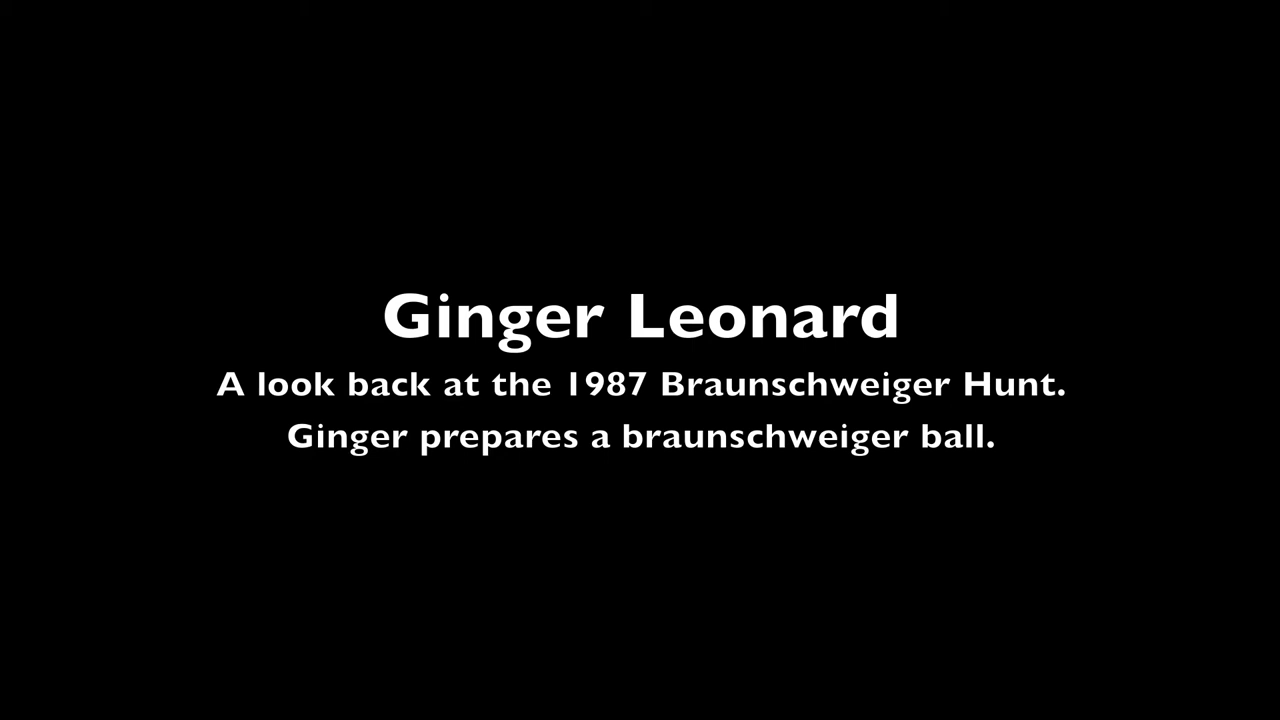 Ginger Leonard
A look back at the 1987 Braunschweiger Hunt.
Ginger prepares a braunschweiger ball.